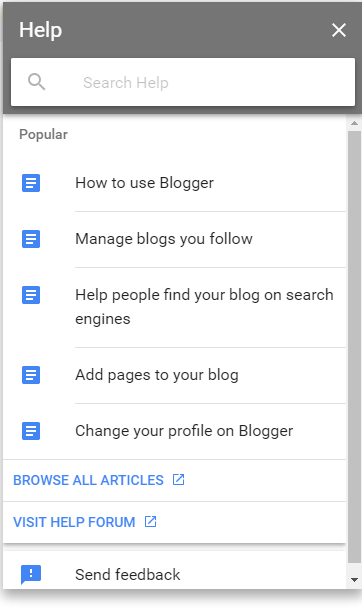 Help
Search Help
Popular
How to use Blogger
Manage blogs you follow
Help people find your blog on search
engines
Add pages to your blog
Change your profile on Blogger
BROWSE ALL ARTICLES
VISIT HELP FORUM
Send feedback